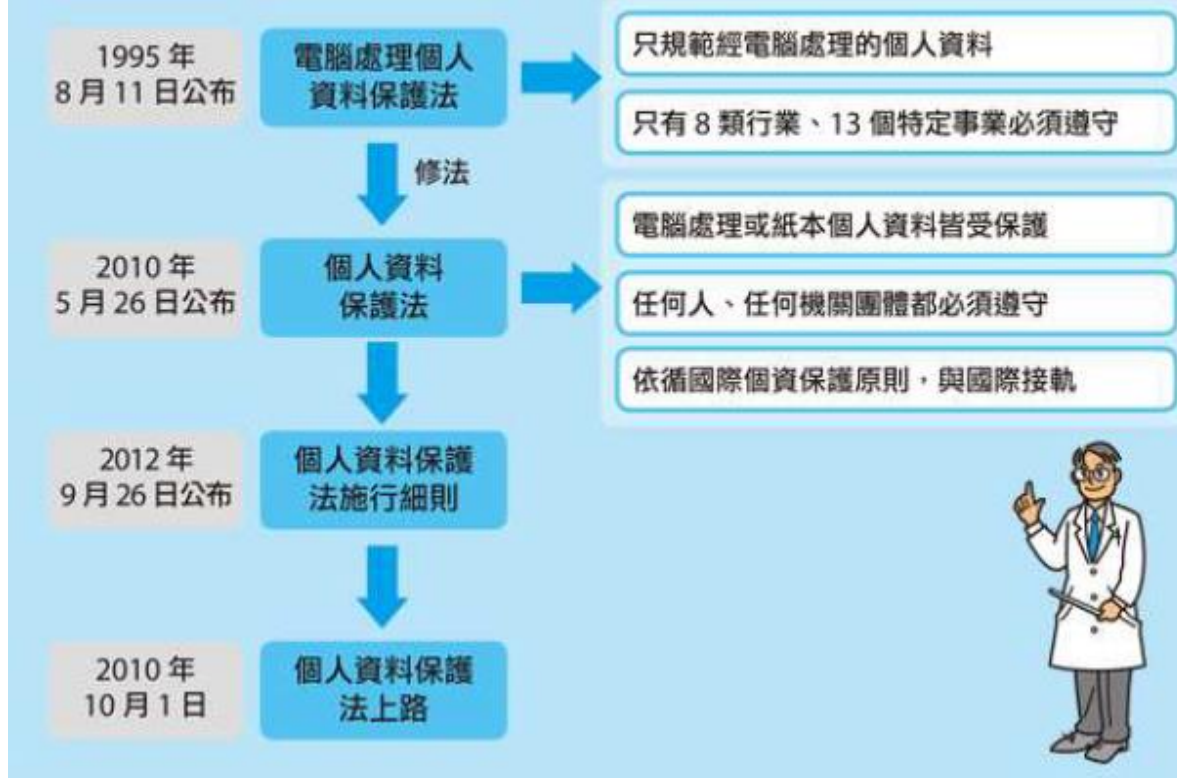 1995 年
8 月 11 日公布
電腦處理個人
資料保護法
只規範經電腦處理的個人資料
只有 8 類行業、13 個特定事業必須遵守
修法
2010 年
5 月 26 日公布
個人資料
保護法
電腦處理或紙本個人資料皆受保護
任何人、任何機關團體都必須遵守
依循國際個資保護原則，與國際接軌
2012 年
9 月 26 日公布
個人資料保護
法施行細則
2010 年
10 月 1 日
個人資料保護
法上路